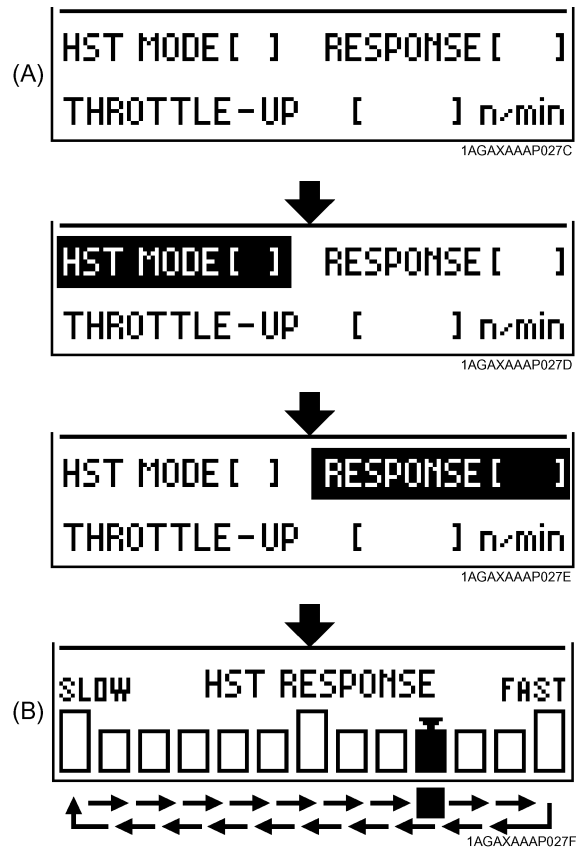 (A)
HST MODE[ ] RESPONSE[ ]
THROTTLE-UP [ ] n/min
1AGAXAAAP027C
HST MODE[ ] RESPONSE[ ]
THROTTLE-UP [ ] n/min
1AGAXAAAP027D
HST MODE[ ] RESPONSE[ ]
THROTTLE-UP [ ] n/min
1AGAXAAAP027E
(B)
SLOW HST RESPONSE FAST
1AGAXAAAP027F